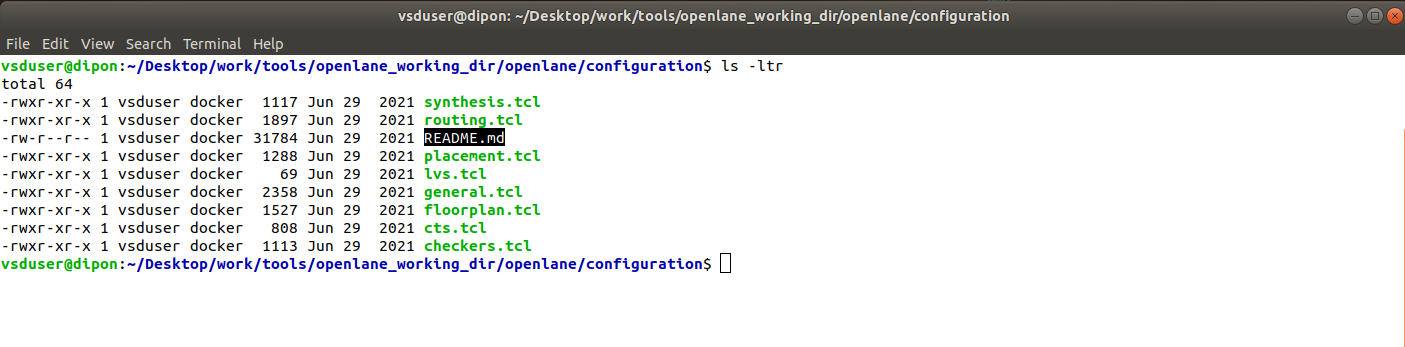 vsduser@dipon: ~/Desktop/work/tools/openlane_working_dir/openlane/configuration
File Edit View Search Terminal Help
vsduser@dipon:~/Desktop/work/tools/openlane_working_dir/openlane/configuration$ ls -ltr
total 64
-rwxr-xr-x 1 vsduser docker  1117 Jun 29  2021 synthesis.tcl
-rwxr-xr-x 1 vsduser docker  1897 Jun 29  2021 routing.tcl
-rw-r--r-- 1 vsduser docker 31784 Jun 29  2021 README.md
-rwxr-xr-x 1 vsduser docker  1288 Jun 29  2021 placement.tcl
-rwxr-xr-x 1 vsduser docker    69 Jun 29  2021 lvs.tcl
-rwxr-xr-x 1 vsduser docker  2358 Jun 29  2021 general.tcl
-rwxr-xr-x 1 vsduser docker  1527 Jun 29  2021 floorplan.tcl
-rwxr-xr-x 1 vsduser docker   808 Jun 29  2021 cts.tcl
-rwxr-xr-x 1 vsduser docker  1113 Jun 29  2021 checkers.tcl
vsduser@dipon:~/Desktop/work/tools/openlane_working_dir/openlane/configuration$